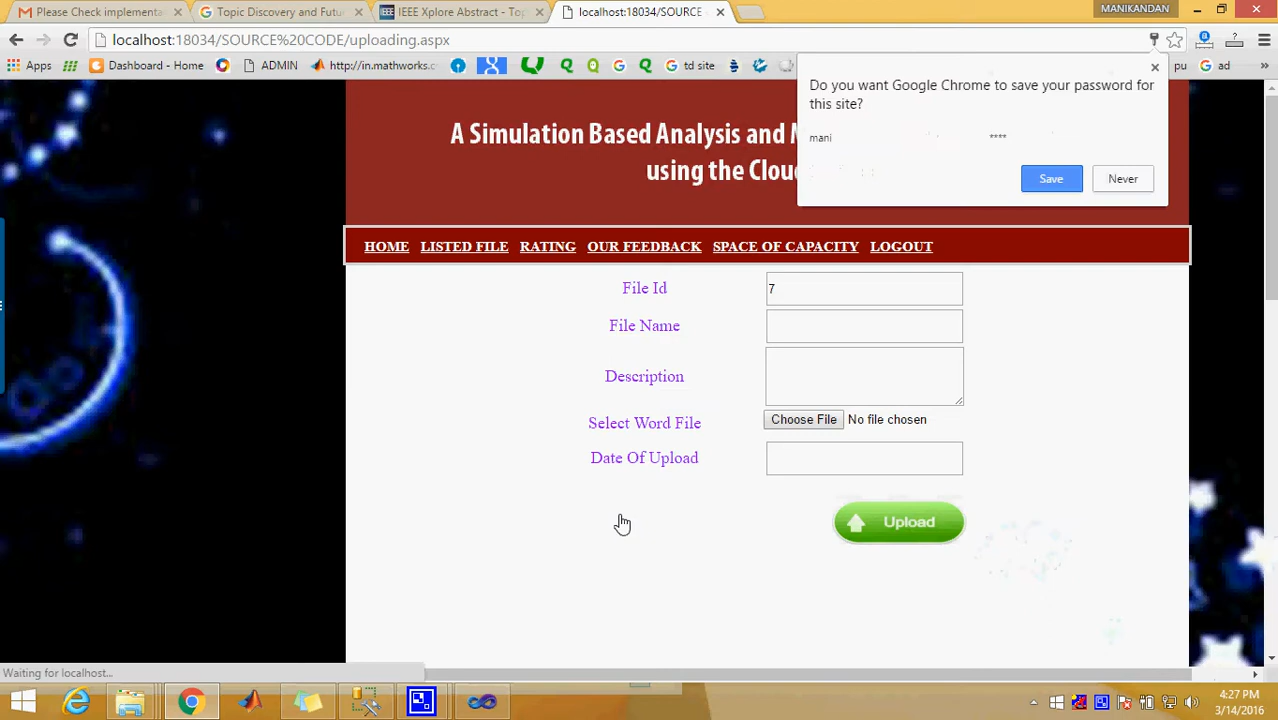 Please Check implementa
Topic Discovery and Futu
IEEE Xplore Abstract - Top
localhost:18034/SOURCE
MANIKANDAN
localhost:18034/SOURCE%20CODE/uploading.aspx
Apps
Dashboard - Home
ADMIN
http://in.mathworks.c
td site
pu
ad
»
Do you want Google Chrome to save your password for
this site?
mani ****
Save Never
A Simulation Based Analysis and M
using the Clou
HOME LISTED FILE RATING OUR FEEDBACK SPACE OF CAPACITY LOGOUT
File Id 7
File Name
Description
Select Word File Choose File No file chosen
Date Of Upload
Upload
Waiting for localhost...
4:27 PM
3/14/2016